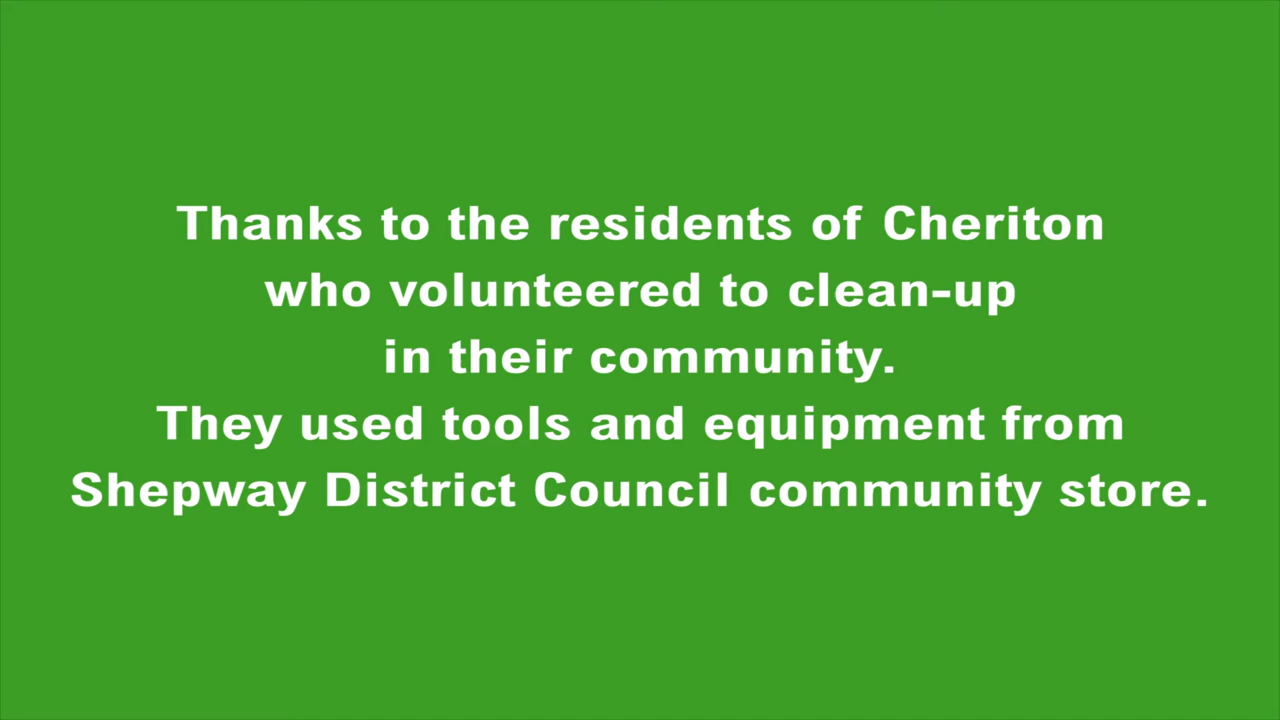 Thanks to the residents of Cheriton
who volunteered to clean-up
in their community.
They used tools and equipment from
Shepway District Council community store.